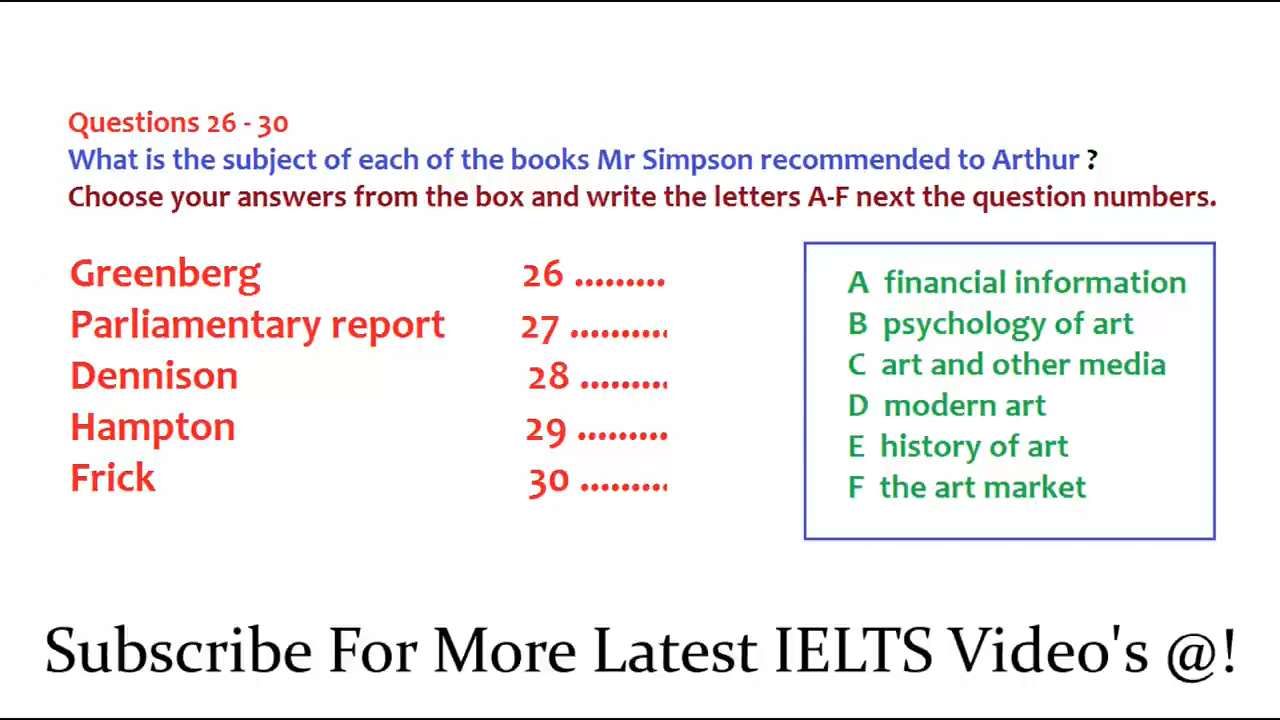 Questions 26 - 30
What is the subject of each of the books Mr Simpson recommended to Arthur ?
Choose your answers from the box and write the letters A-F next the question numbers.
Greenberg 26 .........
Parliamentary report 27 .........
Dennison 28 .........
Hampton 29 .........
Frick 30 .........
A financial information
B psychology of art
C art and other media
D modern art
E history of art
F the art market
Subscribe For More Latest IELTS Video's @!